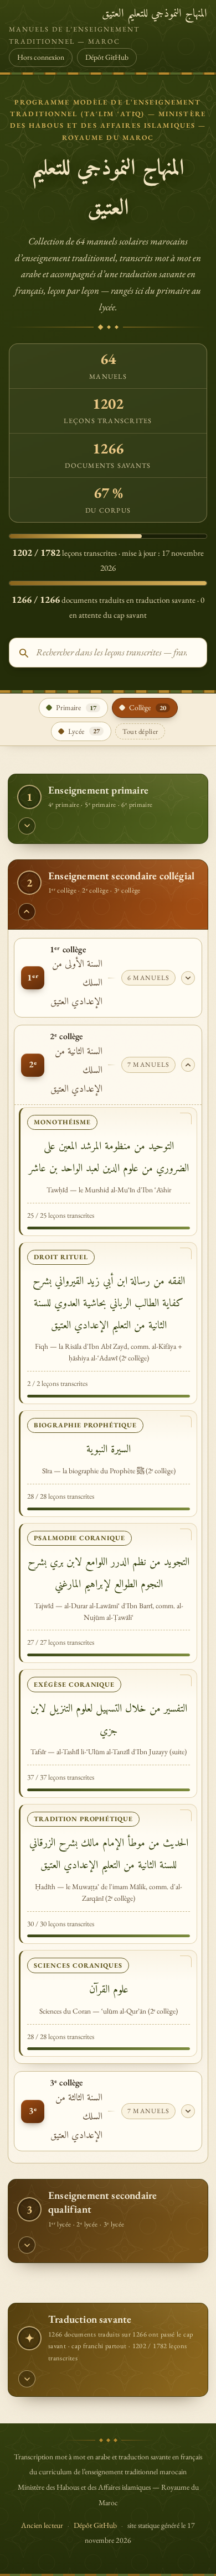 المنهاج النموذجي للتعليم العتيق
MANUELS DE L'ENSEIGNEMENT
TRADITIONNEL — MAROC
Hors connexion
Dépôt GitHub
PROGRAMME MODÈLE DE L'ENSEIGNEMENT
TRADITIONNEL (TAʿLIM ʿATIQ) — MINISTÈRE
DES HABOUS ET DES AFFAIRES ISLAMIQUES —
ROYAUME DU MAROC
المنهاج النموذجي للتعليم
العتيق
Collection de 64 manuels scolaires marocains
d'enseignement traditionnel, transcrits mot à mot en
arabe et accompagnés d'une traduction savante en
français, leçon par leçon — rangés ici du primaire au
lycée.
64
MANUELS
1202
LEÇONS TRANSCRITES
1266
DOCUMENTS SAVANTS
67 %
DU CORPUS
1202 / 1782 leçons transcrites · mise à jour : 17 novembre
2026
1266 / 1266 documents traduits en traduction savante · 0
en attente du cap savant
Rechercher dans les leçons transcrites — fran
Primaire 17
Collège 20
Lycée 27
Tout déplier
1
Enseignement primaire
4ᵉ primaire · 5ᵉ primaire · 6ᵉ primaire
2
Enseignement secondaire collégial
1ᵉʳ collège · 2ᵉ collège · 3ᵉ collège
1ᵉʳ
1ᵉʳ collège
السنة الأولى من
السلك
الإعدادي العتيق
6 MANUELS
2ᵉ
2ᵉ collège
السنة الثانية من
السلك
الإعدادي العتيق
7 MANUELS
MONOTHÉISME
التوحيد من منظومة المرشد المعين على
الضروري من علوم الدين لعبد الواحد بن عاشر
Tawḥīd — le Murshid al-Muʿīn d'Ibn ʿĀshir
25 / 25 leçons transcrites
DROIT RITUEL
الفقه من رسالة ابن أبي زيد القيرواني بشرح
كفاية الطالب الرباني بحاشية العدوي للسنة
الثانية من التعليم الإعدادي العتيق
Fiqh — la Risāla d'Ibn Abī Zayd, comm. al-Kifāya +
ḥāshiya al-ʿAdawī (2ᵉ collège)
2 / 2 leçons transcrites
BIOGRAPHIE PROPHÉTIQUE
السيرة النبوية
Sīra — la biographie du Prophète ﷺ (2ᵉ collège)
28 / 28 leçons transcrites
PSALMODIE CORANIQUE
التجويد من نظم الدرر اللوامع لابن بري بشرح
النجوم الطوالع لإبراهيم المارغني
Tajwīd — al-Durar al-Lawāmiʿ d'Ibn Barrī, comm. al-
Nujūm al-Ṭawāliʿ
27 / 27 leçons transcrites
EXÉGÈSE CORANIQUE
التفسير من خلال التسهيل لعلوم التنزيل لابن
جزي
Tafsīr — al-Tashīl li-ʿUlūm al-Tanzīl d'Ibn Juzayy (suite)
37 / 37 leçons transcrites
TRADITION PROPHÉTIQUE
الحديث من موطأ الإمام مالك بشرح الزرقاني
للسنة الثانية من التعليم الإعدادي العتيق
Ḥadīth — le Muwaṭṭaʾ de l'imam Mālik, comm. d'al-
Zarqānī (2ᵉ collège)
30 / 30 leçons transcrites
SCIENCES CORANIQUES
علوم القرآن
Sciences du Coran — ʿulūm al-Qurʾān (2ᵉ collège)
28 / 28 leçons transcrites
3ᵉ
3ᵉ collège
السنة الثالثة من
السلك
الإعدادي العتيق
7 MANUELS
3
Enseignement secondaire
qualifiant
1ᵉʳ lycée · 2ᵉ lycée · 3ᵉ lycée
Traduction savante
1266 documents traduits sur 1266 ont passé le cap
savant · cap franchi partout · 1202 / 1782 leçons
transcrites
Transcription mot à mot en arabe et traduction savante en français
du curriculum de l'enseignement traditionnel marocain
Ministère des Habous et des Affaires islamiques — Royaume du
Maroc
Ancien lecteur · Dépôt GitHub · site statique généré le 17
novembre 2026